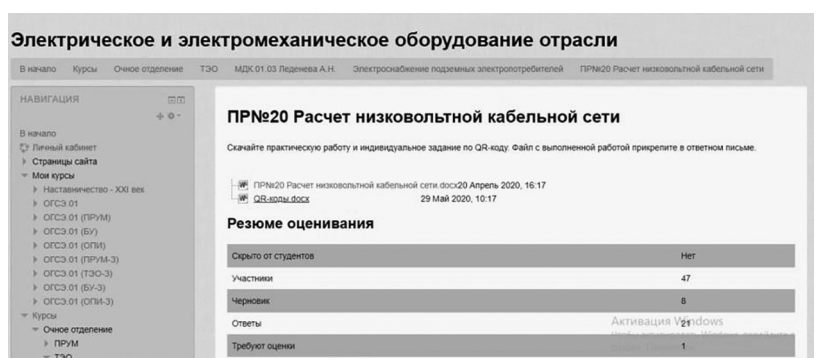 Электрическое и электромеханическое оборудование отрасли
В начало Курсы Очное отделение ТЭО МДК.01.03 Леденева А.Н. Электроснабжение подземных электропотребителей ПР№20 Расчет низковольтной кабельной сети
НАВИГАЦИЯ
В начало
Личный кабинет
Страницы сайта
Мои курсы
Наставничество - XXI век
ОГСЭ.01
ОГСЭ.01 (ПРУМ)
ОГСЭ.01 (БУ)
ОГСЭ.01 (ОПИ)
ОГСЭ.01 (ПРУМ-3)
ОГСЭ.01 (ТЭО-3)
ОГСЭ.01 (БУ-3)
ОГСЭ.01 (ОПИ-3)
Курсы
Очное отделение
ПРУМ
ТЭО
ПР№20 Расчет низковольтной кабельной сети
Скачайте практическую работу и индивидуальное задание по QR-коду. Файл с выполненной работой прикрепите в ответном письме.
ПР№20 Расчет низковольтной кабельной сети.docx20 Апрель 2020, 16:17
QR-коды.docx 29 Май 2020, 10:17
Резюме оценивания
Скрыто от студентов Нет
Участники 47
Черновик 8
Ответы 21
Требуют оценки 1
Активация Windows